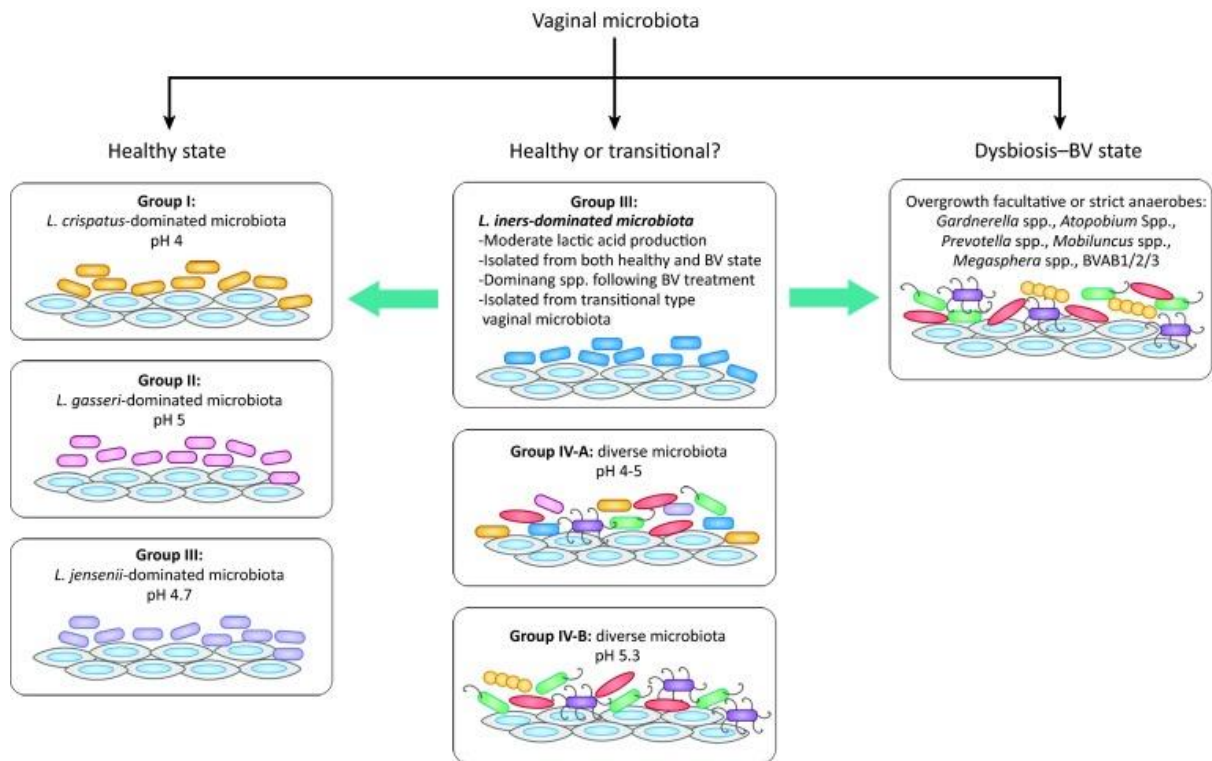 Vaginal microbiota
Healthy state
Group I:
L. crispatus-dominated microbiota
pH 4
Group II:
L. gasseri-dominated microbiota
pH 5
Group III:
L. jensenii-dominated microbiota
pH 4.7
Healthy or transitional?
Group III:
L. iners-dominated microbiota
-Moderate lactic acid production
-Isolated from both healthy and BV state
-Dominang spp. following BV treatment
-Isolated from transitional type
vaginal microbiota
Group IV-A: diverse microbiota
pH 4-5
Group IV-B: diverse microbiota
pH 5.3
Dysbiosis–BV state
Overgrowth facultative or strict anaerobes:
Gardnerella spp., Atopobium Spp.,
Prevotella spp., Mobiluncus spp.,
Megasphera spp., BVAB1/2/3